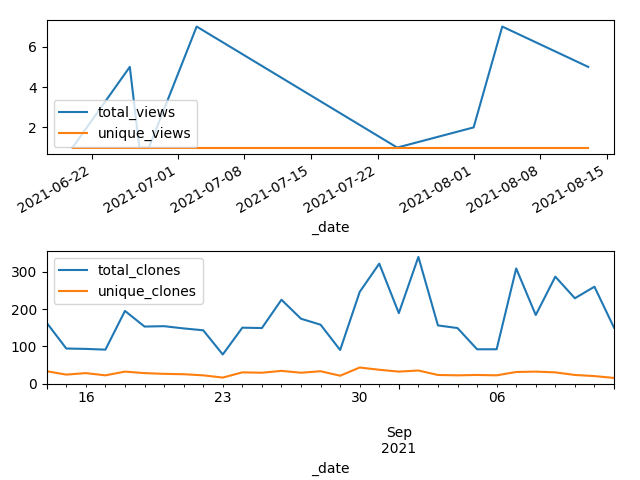 6
4
2
total_views
unique_views
2021-06-22
2021-07-01
2021-07-08
2021-07-15
2021-07-22
2021-08-01
2021-08-08
2021-08-15
_date
300
200
100
0
total_clones
unique_clones
16
23
30
06
Sep
2021
_date